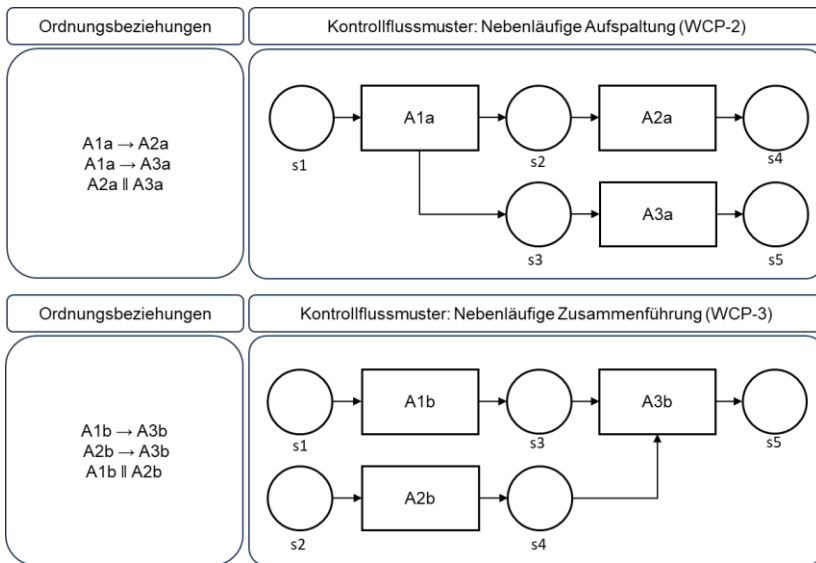 Ordnungsbeziehungen
Kontrollflussmuster: Nebenläufige Aufspaltung (WCP-2)
A1a → A2a
A1a → A3a
A2a ∥ A3a
s1
A1a
s2
A2a
s4
s3
A3a
s5
Ordnungsbeziehungen
Kontrollflussmuster: Nebenläufige Zusammenführung (WCP-3)
A1b → A3b
A2b → A3b
A1b ∥ A2b
s1
A1b
s3
A3b
s5
s2
A2b
s4